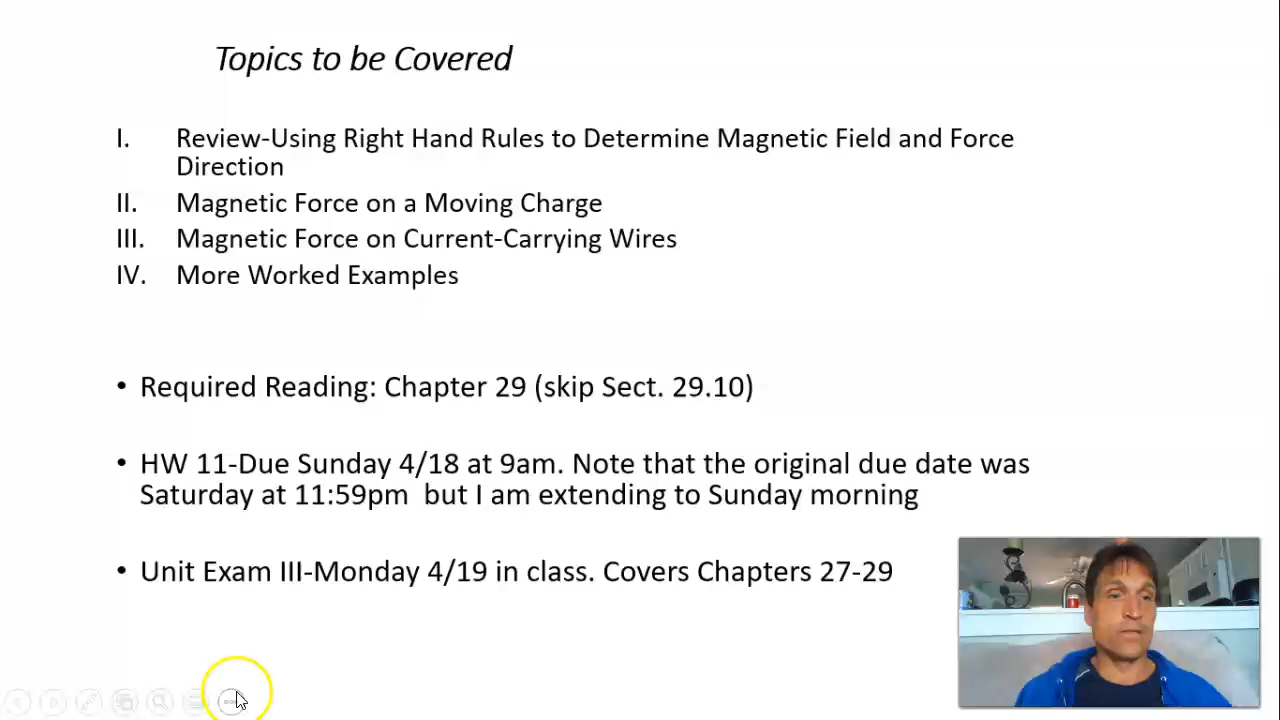 Topics to be Covered
I. Review-Using Right Hand Rules to Determine Magnetic Field and Force
Direction
II. Magnetic Force on a Moving Charge
III. Magnetic Force on Current-Carrying Wires
IV. More Worked Examples
• Required Reading: Chapter 29 (skip Sect. 29.10)
• HW 11-Due Sunday 4/18 at 9am. Note that the original due date was
Saturday at 11:59pm but I am extending to Sunday morning
• Unit Exam III-Monday 4/19 in class. Covers Chapters 27-29